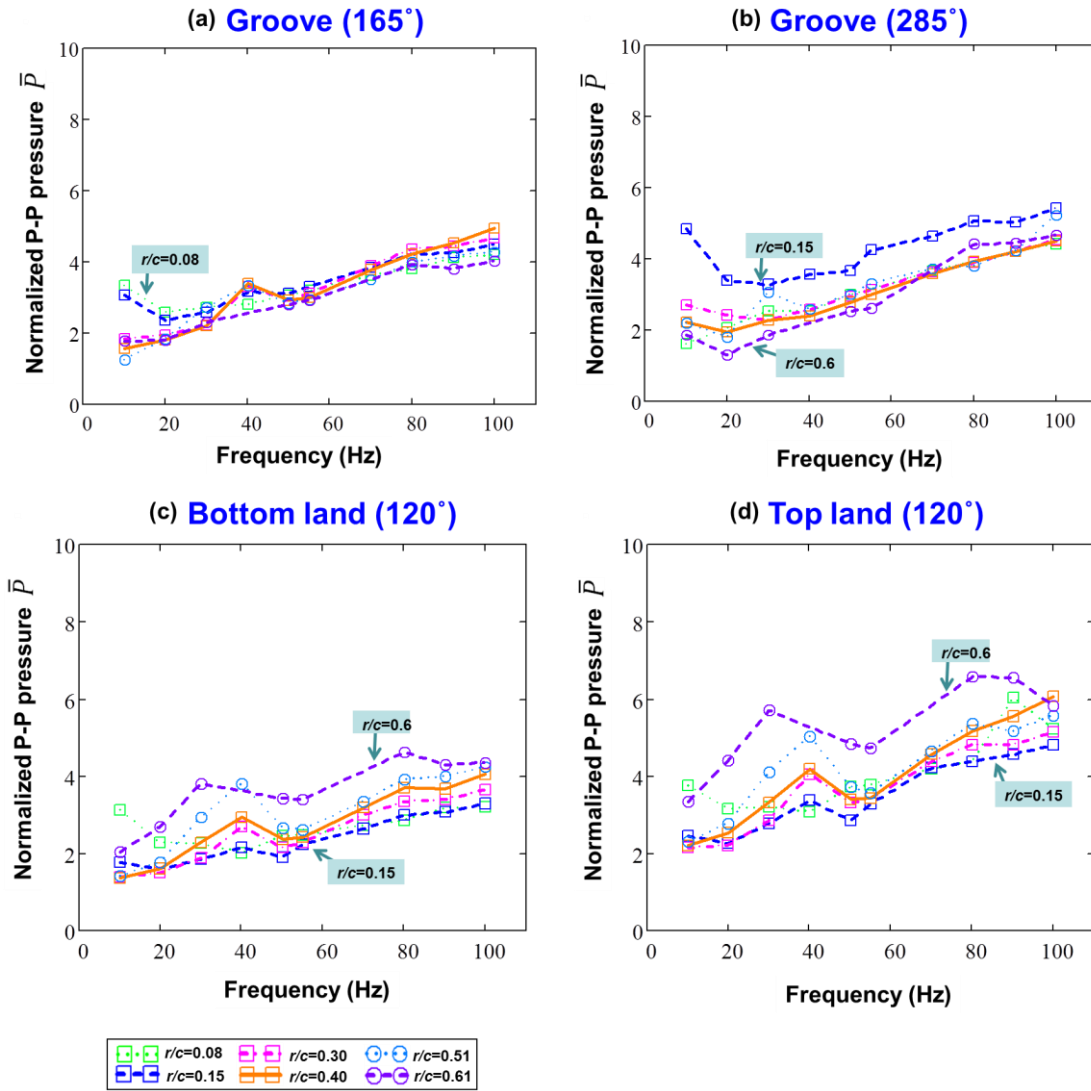 (a) Groove (165˚)
10
8
6
4
2
0
0 20 40 60 80 100
Normalized P-P pressure P̅
Frequency (Hz)
r/c=0.08
(b) Groove (285˚)
10
8
6
4
2
0
0 20 40 60 80 100
Normalized P-P pressure P̅
Frequency (Hz)
r/c=0.15
r/c=0.6
(c) Bottom land (120˚)
10
8
6
4
2
0
0 20 40 60 80 100
Normalized P-P pressure P̅
Frequency (Hz)
r/c=0.6
r/c=0.15
(d) Top land (120˚)
10
8
6
4
2
0
0 20 40 60 80 100
Normalized P-P pressure P̅
Frequency (Hz)
r/c=0.6
r/c=0.15
r/c=0.08 r/c=0.30 r/c=0.51
r/c=0.15 r/c=0.40 r/c=0.61